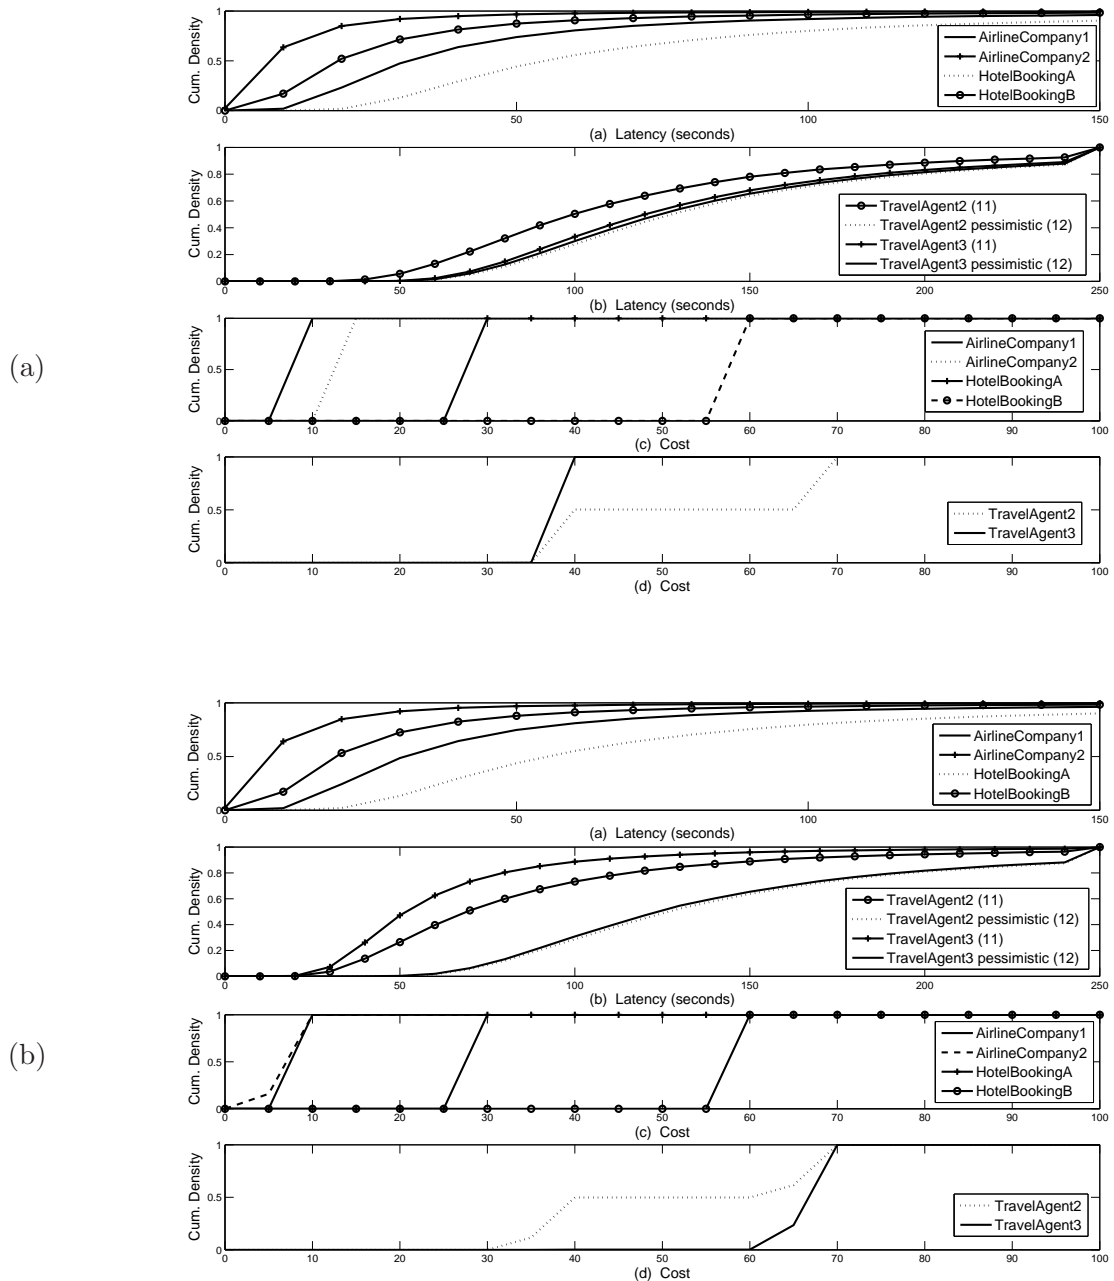 (a)
Cum. Density
1
0.5
0
0 50 100 150
(a) Latency (seconds)
AirlineCompany1
AirlineCompany2
HotelBookingA
HotelBookingB
Cum. Density
1
0.8
0.6
0.4
0.2
0
0 50 100 150 200 250
(b) Latency (seconds)
TravelAgent2 (11)
TravelAgent2 pessimistic (12)
TravelAgent3 (11)
TravelAgent3 pessimistic (12)
Cum. Density
1
0.5
0
0 10 20 30 40 50 60 70 80 90 100
(c) Cost
AirlineCompany1
AirlineCompany2
HotelBookingA
HotelBookingB
Cum. Density
1
0.5
0
0 10 20 30 40 50 60 70 80 90 100
(d) Cost
TravelAgent2
TravelAgent3
(b)
Cum. Density
1
0.5
0
0 50 100 150
(a) Latency (seconds)
AirlineCompany1
AirlineCompany2
HotelBookingA
HotelBookingB
Cum. Density
1
0.8
0.6
0.4
0.2
0
0 50 100 150 200 250
(b) Latency (seconds)
TravelAgent2 (11)
TravelAgent2 pessimistic (12)
TravelAgent3 (11)
TravelAgent3 pessimistic (12)
Cum. Density
1
0.5
0
0 10 20 30 40 50 60 70 80 90 100
(c) Cost
AirlineCompany1
AirlineCompany2
HotelBookingA
HotelBookingB
Cum. Density
1
0.5
0
0 10 20 30 40 50 60 70 80 90 100
(d) Cost
TravelAgent2
TravelAgent3